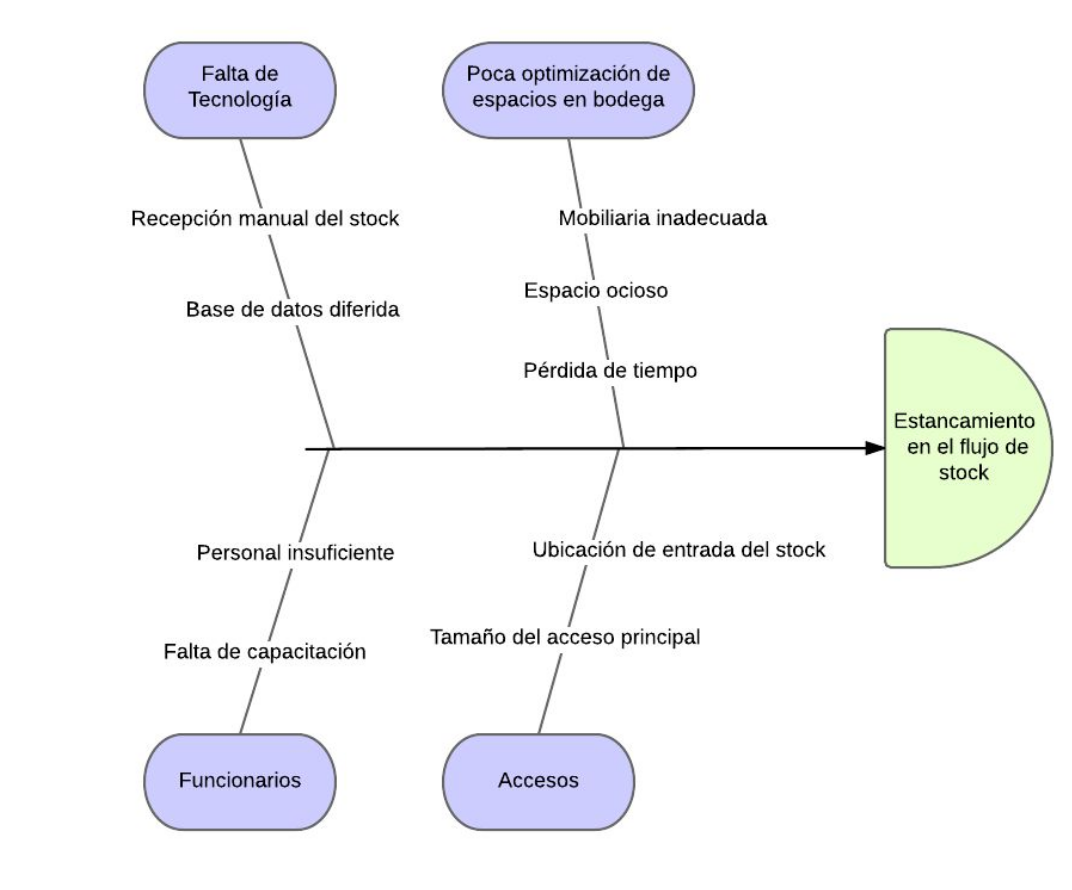 Falta de
Tecnología
Poca optimización de
espacios en bodega
Recepción manual del stock
Mobiliaria inadecuada
Espacio ocioso
Base de datos diferida
Pérdida de tiempo
Estancamiento
en el flujo de
stock
Personal insuficiente
Ubicación de entrada del stock
Tamaño del acceso principal
Falta de capacitación
Funcionarios
Accesos